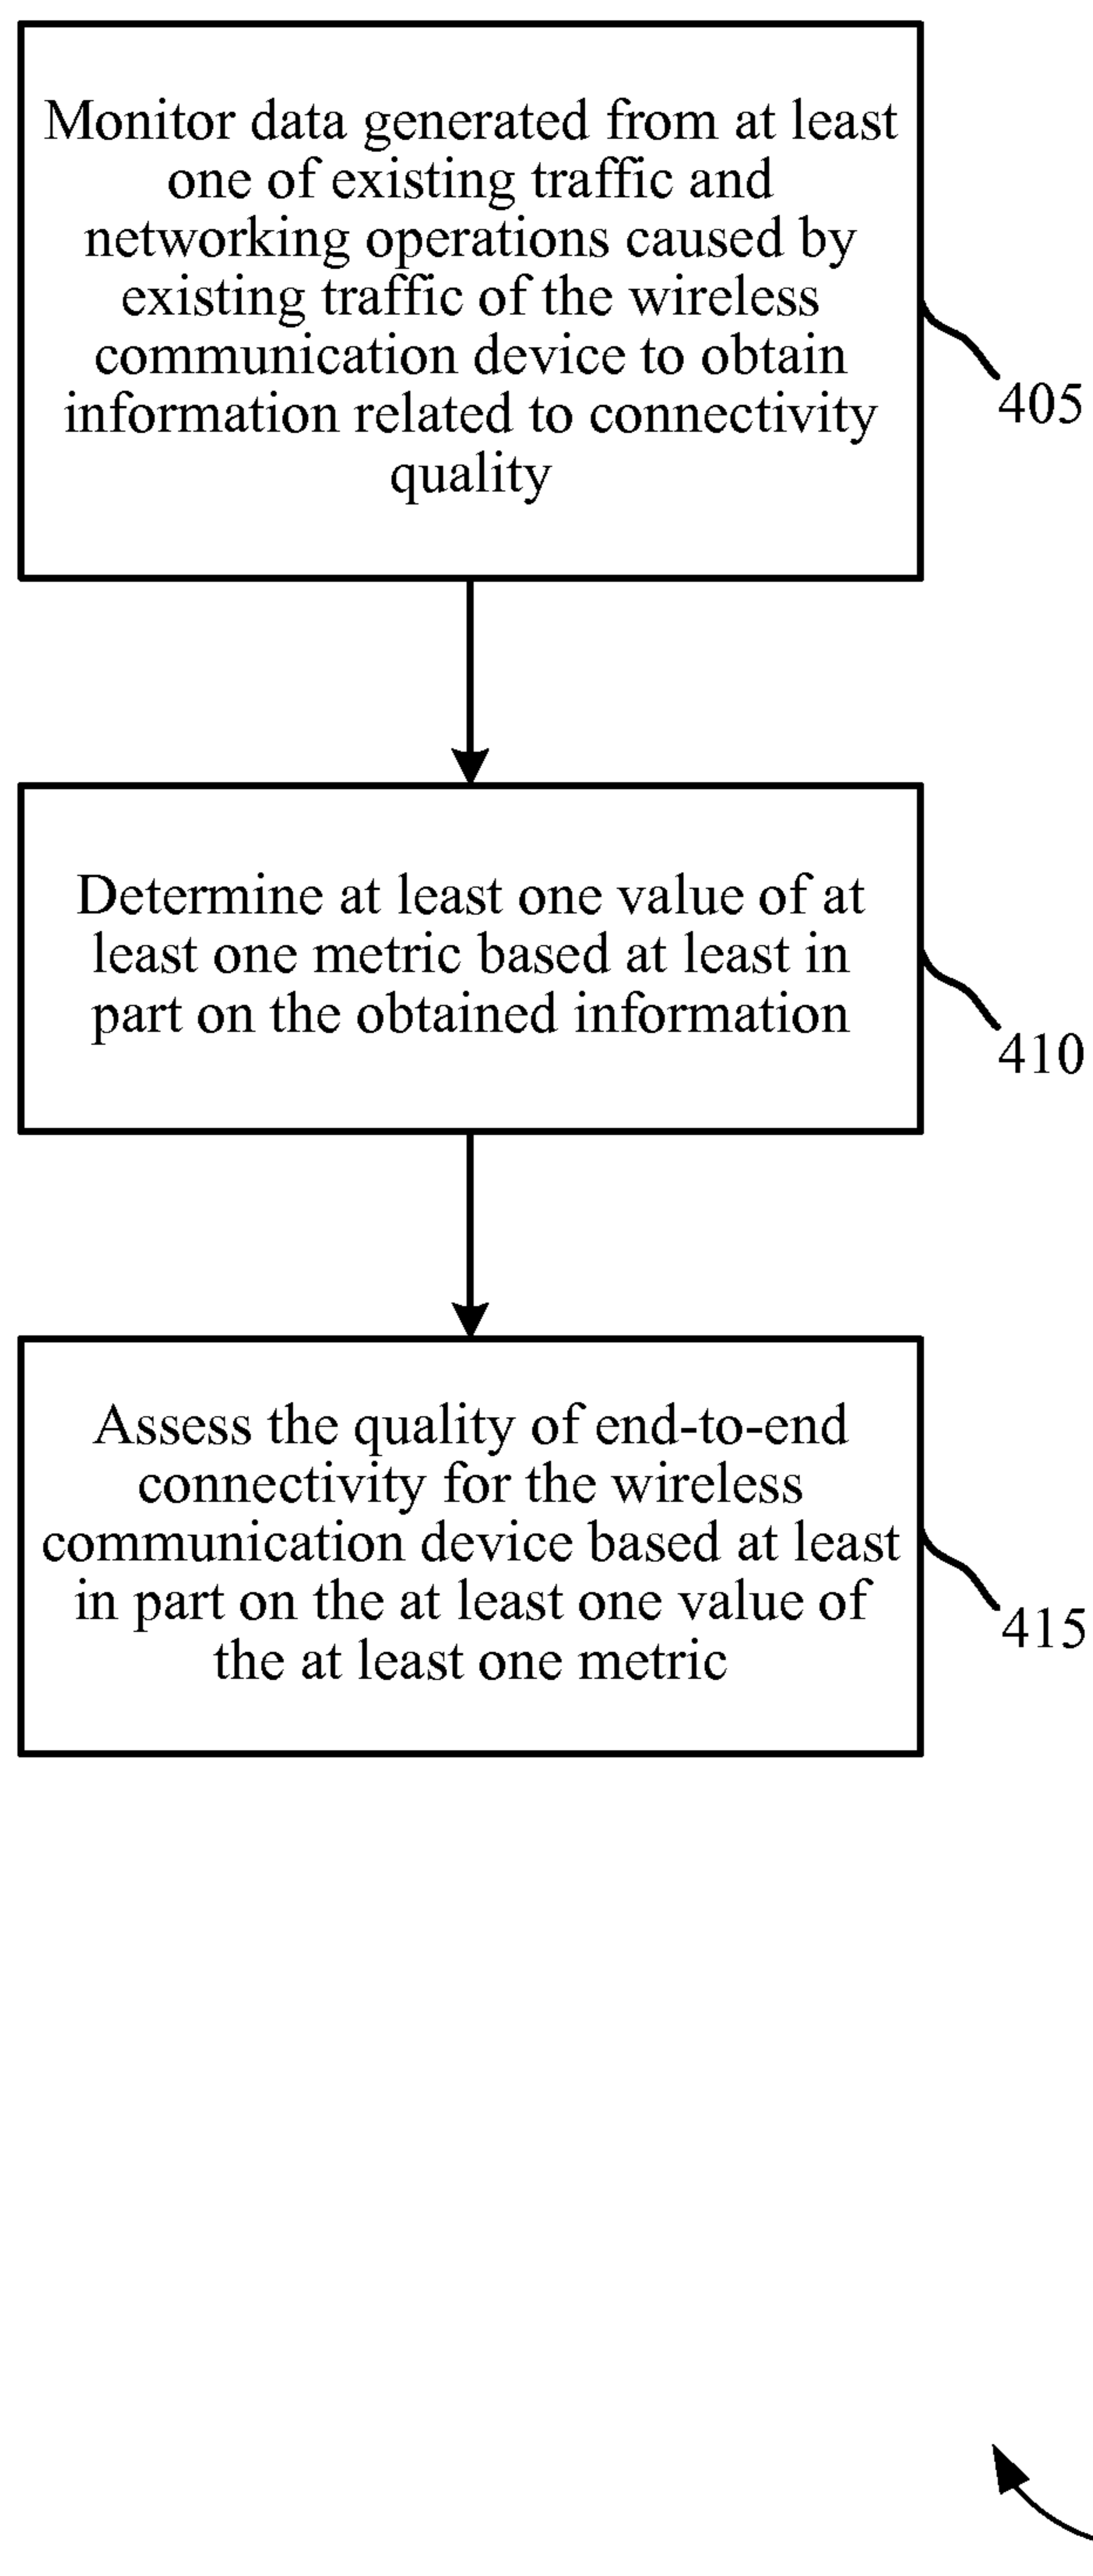 Monitor data generated from at least
one of existing traffic and
networking operations caused by
existing traffic of the wireless
communication device to obtain
information related to connectivity
quality
405
Determine at least one value of at
least one metric based at least in
part on the obtained information
410
Assess the quality of end-to-end
connectivity for the wireless
communication device based at least
in part on the at least one value of
the at least one metric
415